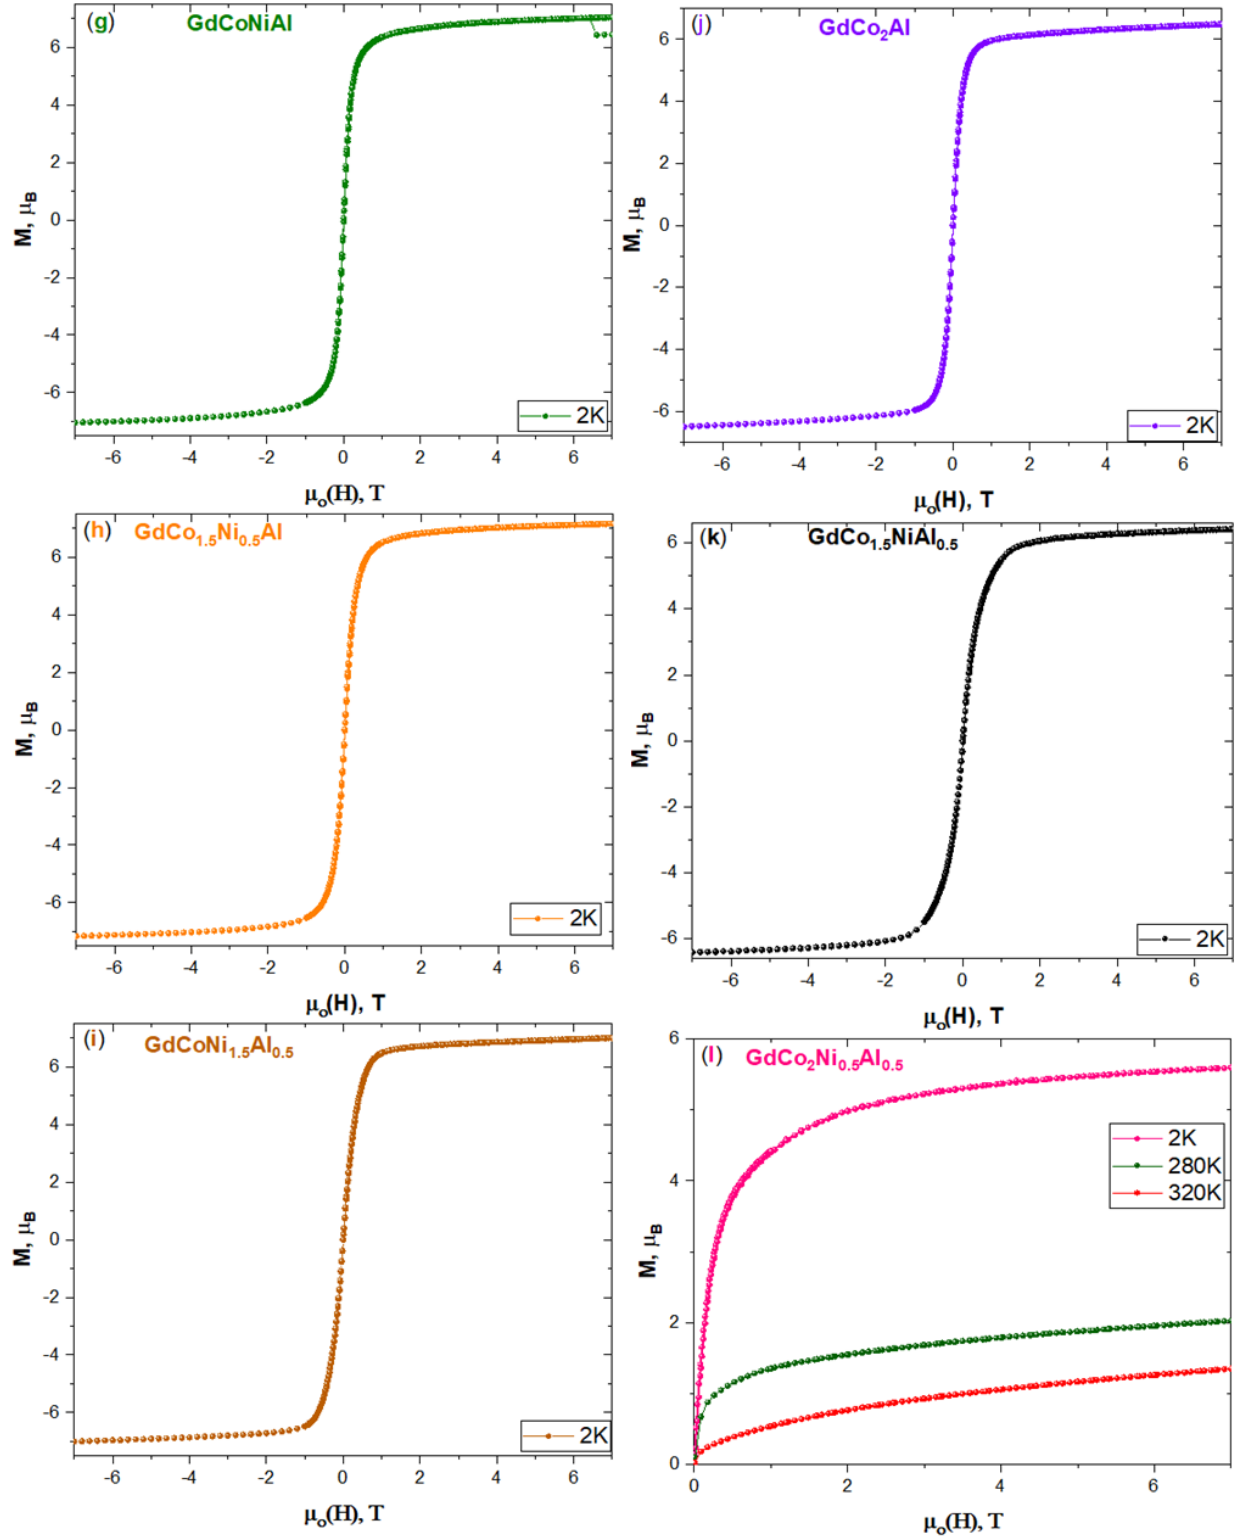 (g) GdCoNiAl
6
4
2
0
-2
-4
-6
M, μB
2K
-6 -4 -2 0 2 4 6
μo(H), T
(j) GdCo2Al
6
4
2
0
-2
-4
-6
M, μB
2K
-6 -4 -2 0 2 4 6
μo(H), T
(h) GdCo1.5Ni0.5Al
6
4
2
0
-2
-4
-6
M, μB
2K
-6 -4 -2 0 2 4 6
μo(H), T
(k) GdCo1.5NiAl0.5
6
4
2
0
-2
-4
-6
M, μB
2K
-6 -4 -2 0 2 4 6
μo(H), T
(i) GdCoNi1.5Al0.5
6
4
2
0
-2
-4
-6
M, μB
2K
-6 -4 -2 0 2 4 6
μo(H), T
(l) GdCo2Ni0.5Al0.5
6
4
2
0
M, μB
2K
280K
320K
0 2 4 6
μo(H), T